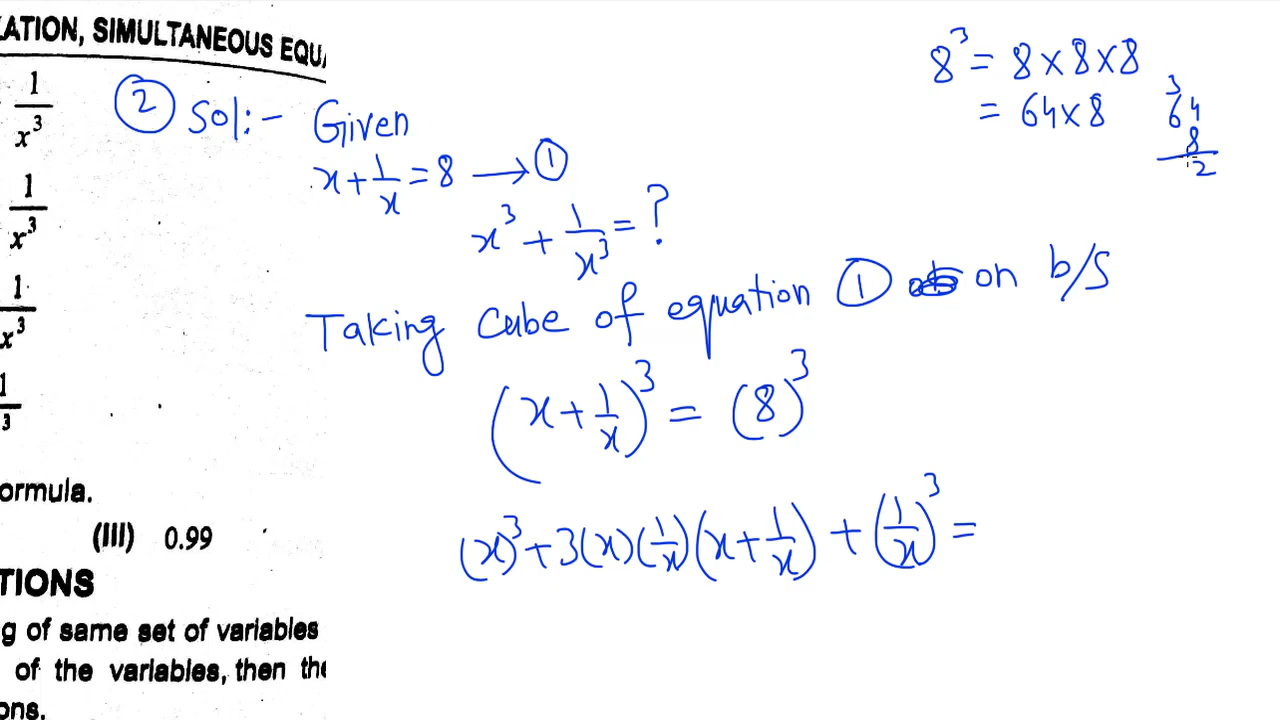 ATION, SIMULTANEOUS EQU
1/x³
1/x³
1/x³
1/3
ormula.
(III) 0.99
TIONS
g of same set of variables
of the variables, then the
ons.
② Sol:- Given
x + 1/x = 8 → ①
x³ + 1/x³ = ?
Taking Cube of equation ① on b/s
(x + 1/x)³ = (8)³
(x)³ + 3(x)(1/x)(x + 1/x) + (1/x)³ =
8³ = 8 × 8 × 8
= 64 × 8
3
64
8
2